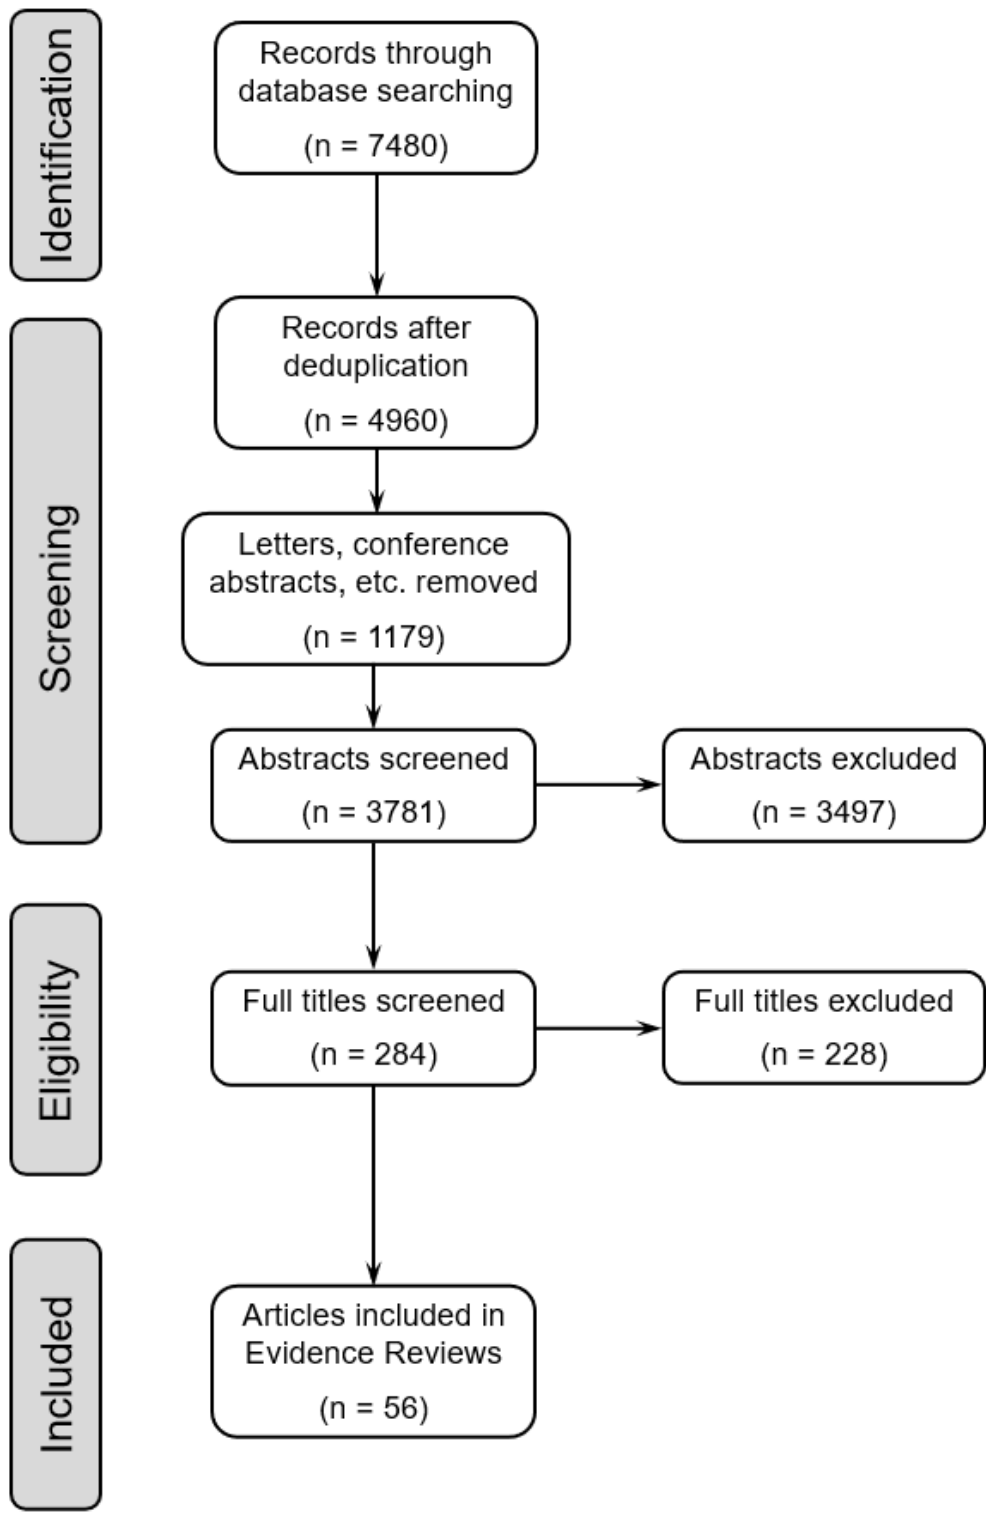 Identification
Records through
database searching
(n = 7480)
Screening
Records after
deduplication
(n = 4960)
Letters, conference
abstracts, etc. removed
(n = 1179)
Abstracts screened
(n = 3781)
Abstracts excluded
(n = 3497)
Eligibility
Full titles screened
(n = 284)
Full titles excluded
(n = 228)
Included
Articles included in
Evidence Reviews
(n = 56)